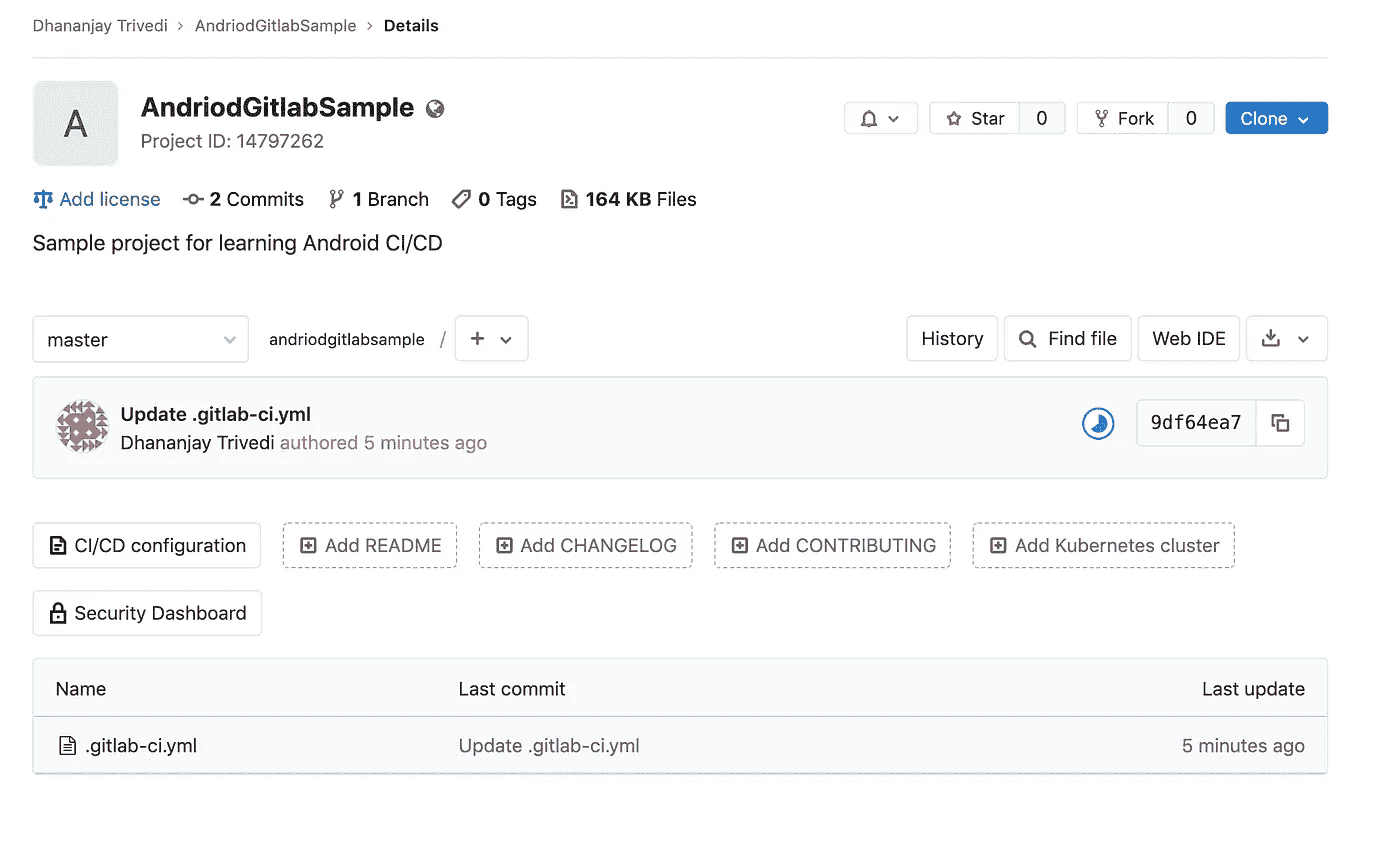 Dhananjay Trivedi > AndriodGitlabSample > Details
A
AndriodGitlabSample
Project ID: 14797262
Star 0 Fork 0 Clone
Add license 2 Commits 1 Branch 0 Tags 164 KB Files
Sample project for learning Android CI/CD
master andriodgitlabsample / + History Find file Web IDE
Update .gitlab-ci.yml
Dhananjay Trivedi authored 5 minutes ago
9df64ea7
CI/CD configuration Add README Add CHANGELOG Add CONTRIBUTING Add Kubernetes cluster
Security Dashboard
Name Last commit Last update
.gitlab-ci.yml Update .gitlab-ci.yml 5 minutes ago